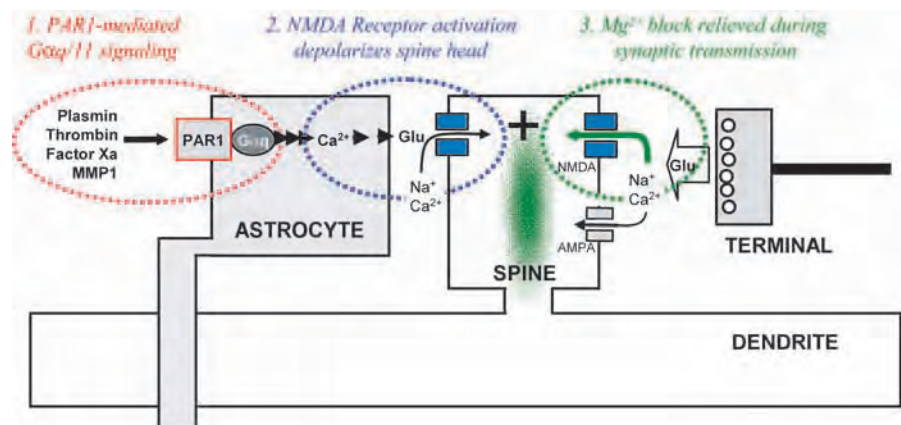 1. PAR1-mediated
Gαq/11 signaling
2. NMDA Receptor activation
depolarizes spine head
3. Mg²⁺ block relieved during
synaptic transmission
Plasmin
Thrombin
Factor Xa
MMP1
PAR1
Gαq
Ca²⁺
Glu
Na⁺
Ca²⁺
ASTROCYTE
+
SPINE
NMDA
AMPA
Na⁺
Ca²⁺
Glu
TERMINAL
DENDRITE